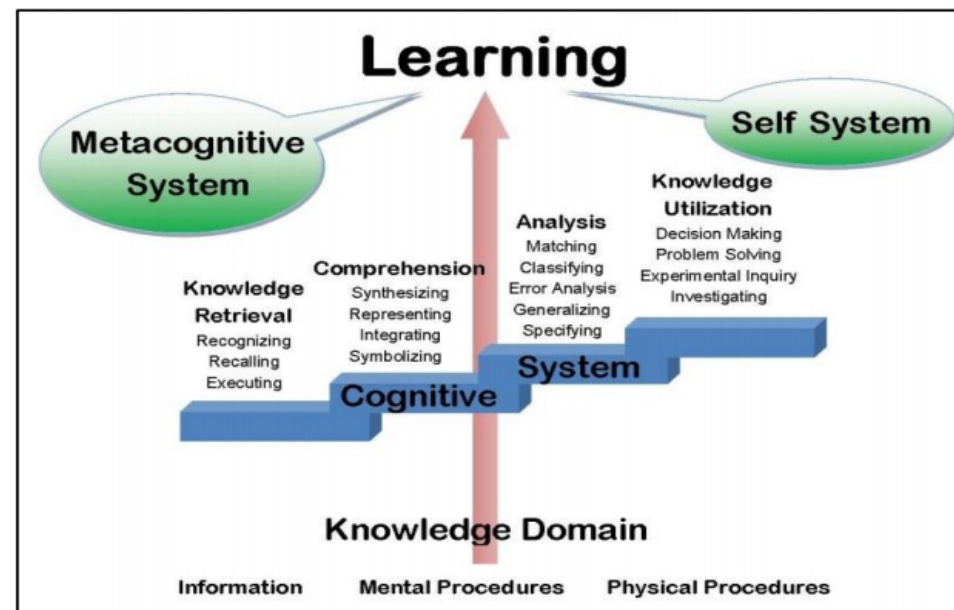 Learning
Metacognitive
System
Self System
Knowledge
Retrieval
Recognizing
Recalling
Executing
Comprehension
Synthesizing
Representing
Integrating
Symbolizing
Analysis
Matching
Classifying
Error Analysis
Generalizing
Specifying
Knowledge
Utilization
Decision Making
Problem Solving
Experimental Inquiry
Investigating
Cognitive System
Knowledge Domain
Information Mental Procedures Physical Procedures